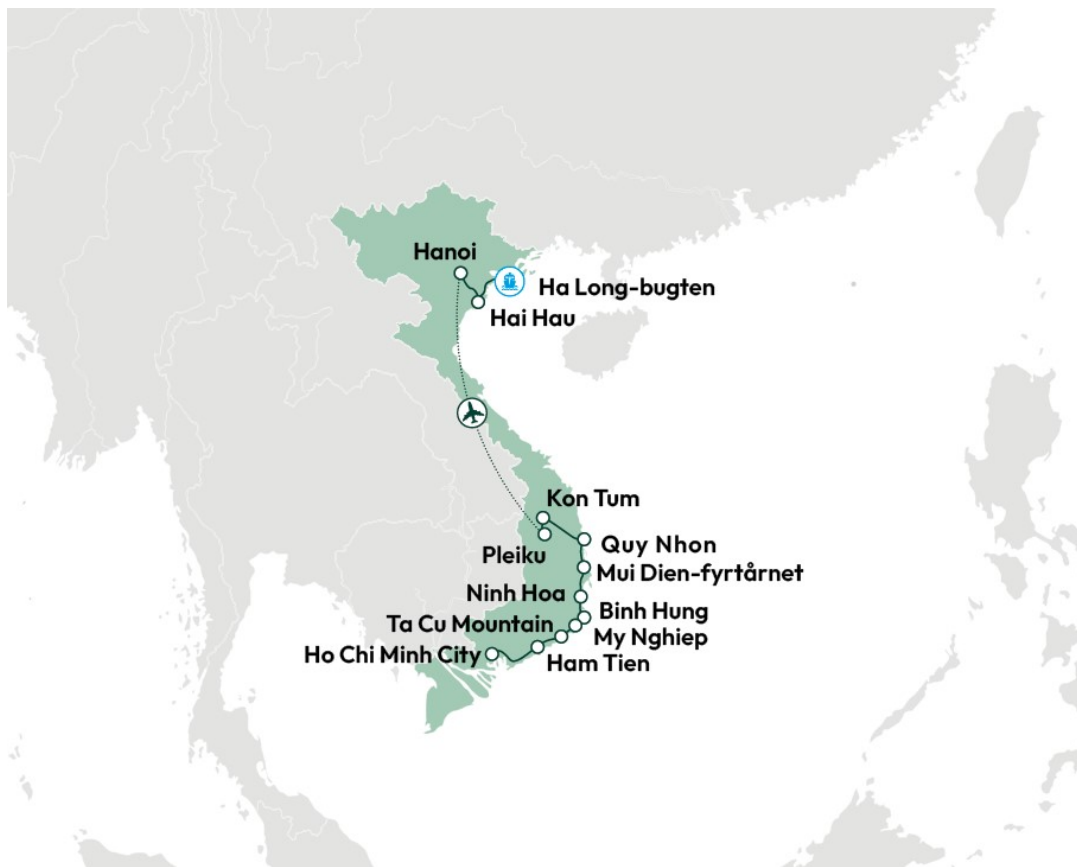 Hanoi
Ha Long-bugten
Hai Hau
Kon Tum
Pleiku
Quy Nhon
Mui Dien-fyrtårnet
Ninh Hoa
Binh Hung
Ta Cu Mountain
My Nghiep
Ho Chi Minh City
Ham Tien